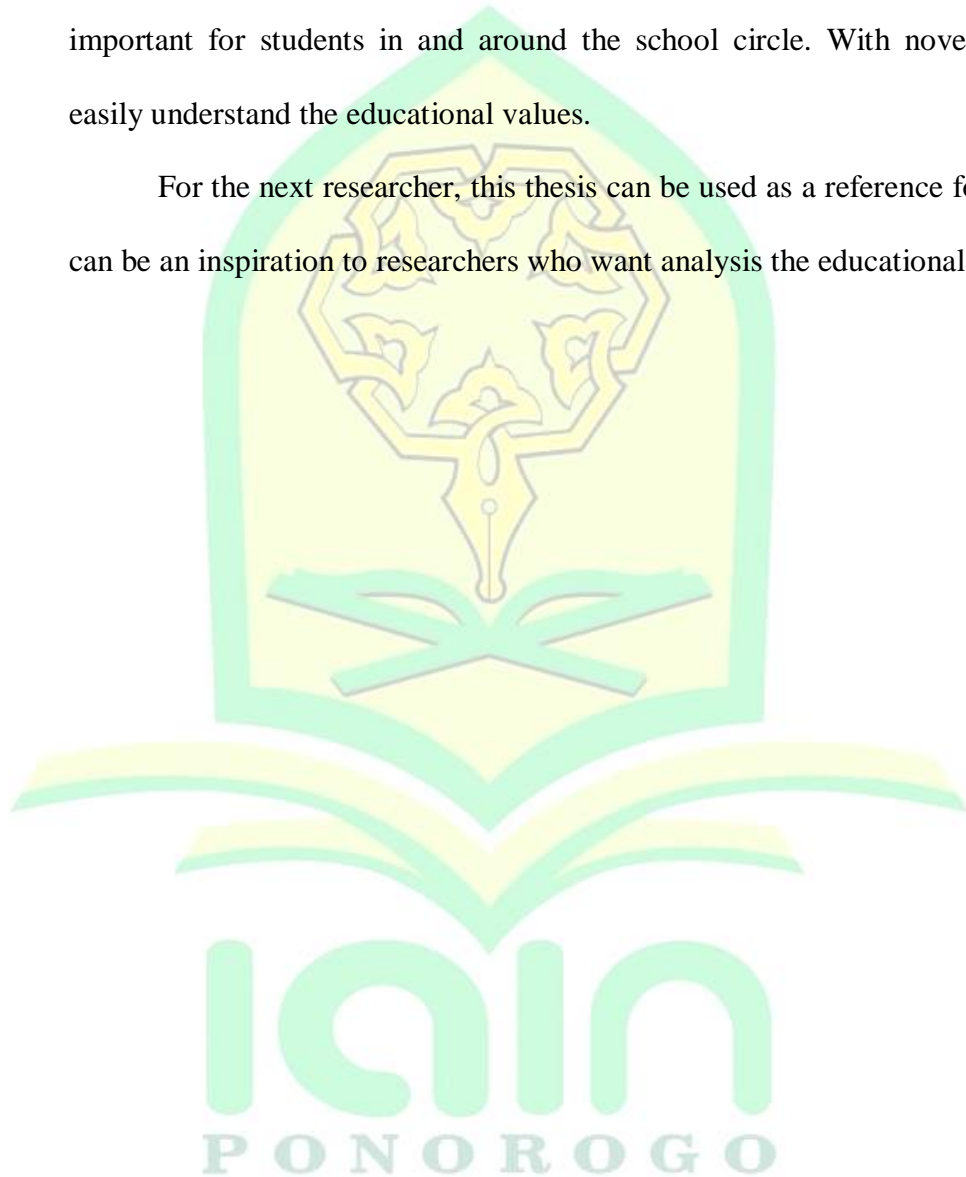 important for students in and around the school circle. With nove
easily understand the educational values.
For the next researcher, this thesis can be used as a reference f
can be an inspiration to researchers who want analysis the educational
iain
PONOROGO